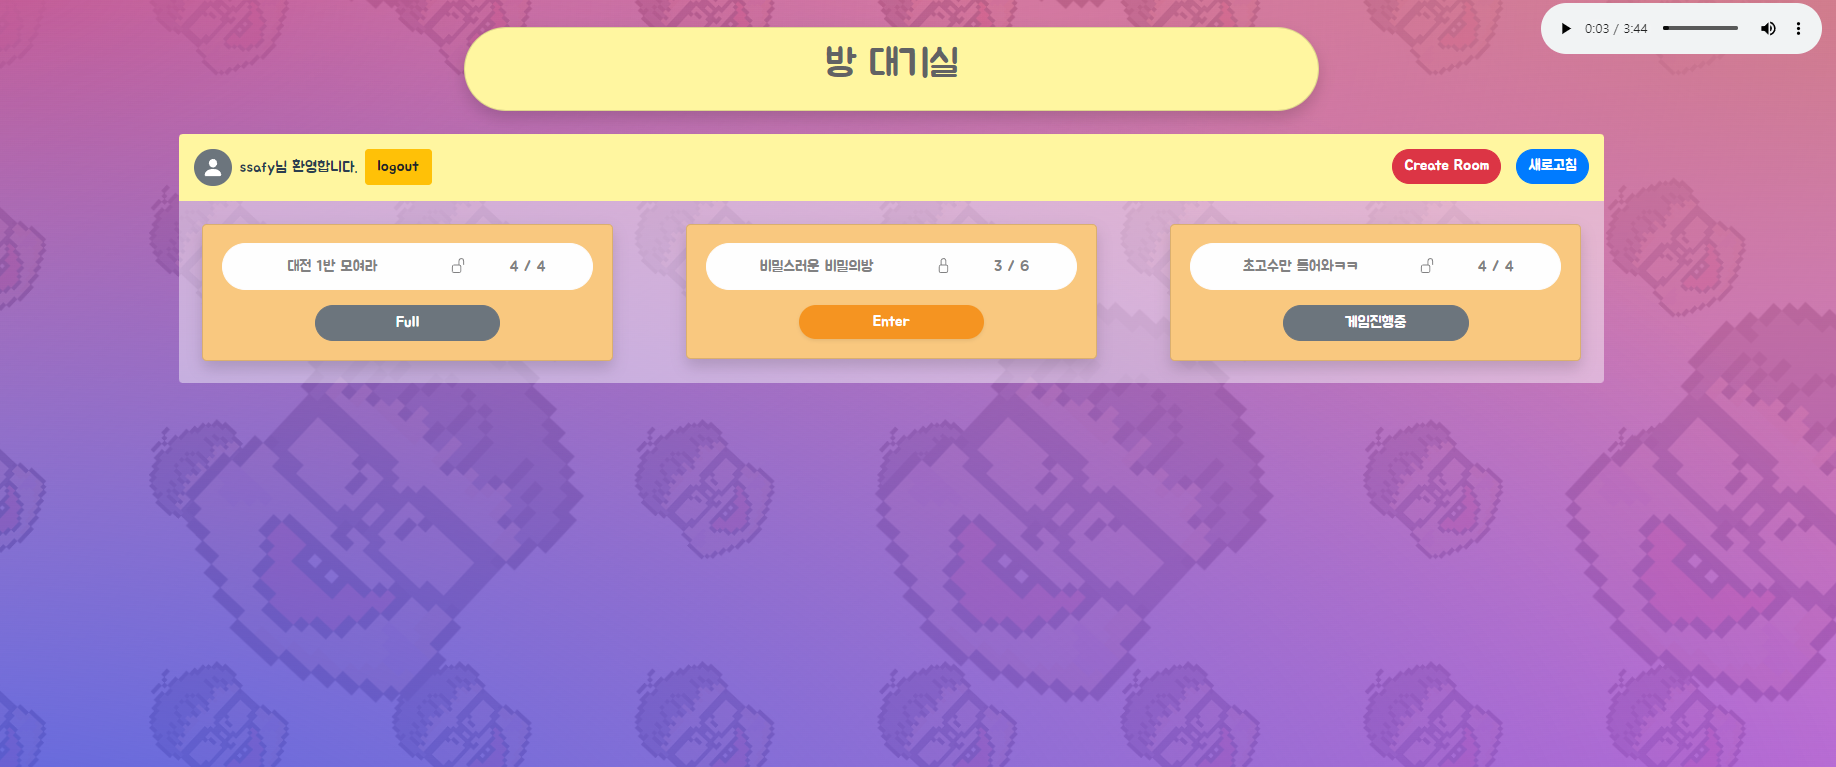 0:03 / 3:44
방 대기실
ssafy님 환영합니다. logout Create Room 새로고침
대전 1반 모여라 4 / 4
Full
비밀스러운 비밀의방 3 / 6
Enter
초고수만 들어와ㅋㅋ 4 / 4
게임진행중